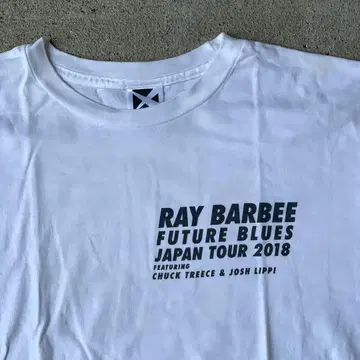 RAY BARBEE
FUTURE BLUES
JAPAN TOUR 2018
FEATURING
CHUCK TREECE & JOSH LIPPI